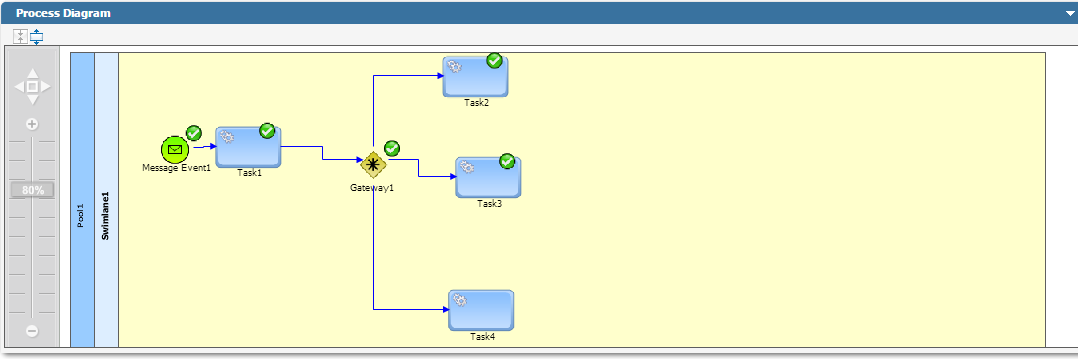 Process Diagram
80%
Pool1
Swimlane1
Message Event1
Task1
Gateway1
Task2
Task3
Task4